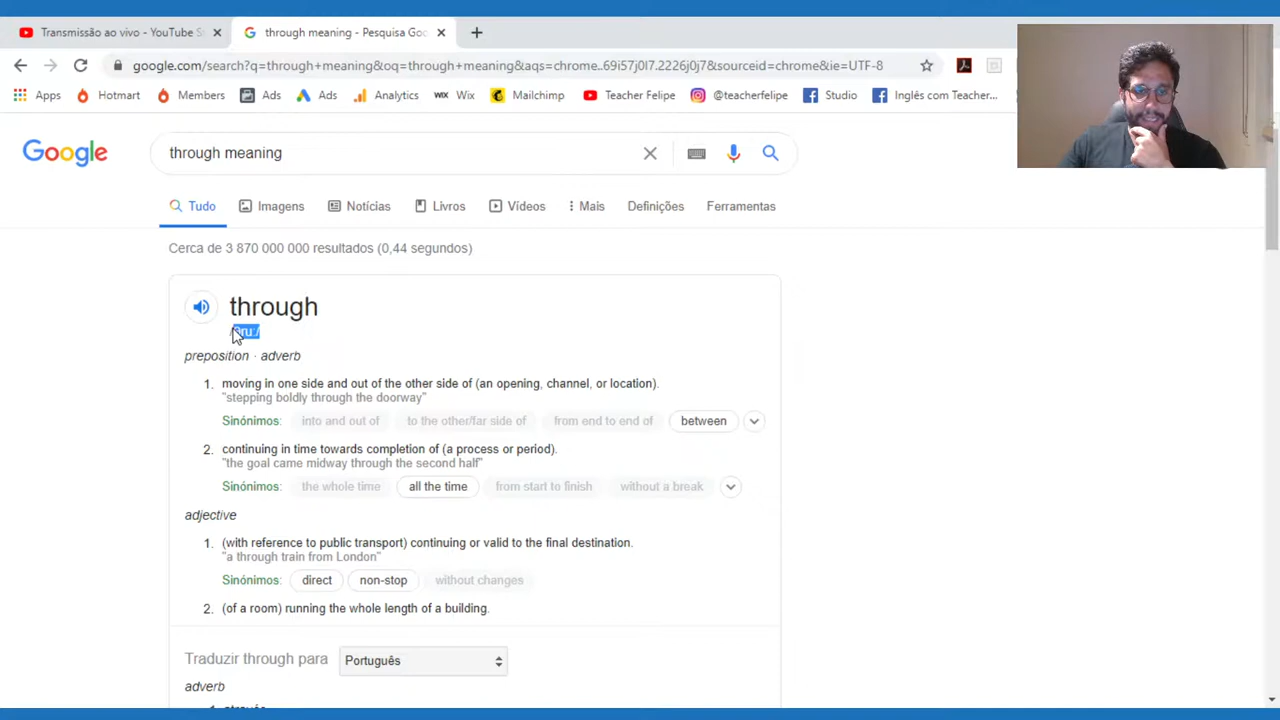 Transmissão ao vivo - YouTube S
through meaning - Pesquisa Goo
google.com/search?q=through+meaning&oq=through+meaning&aqs=chrome..69i57j0l7.2226j0j7&sourceid=chrome&ie=UTF-8
Apps Hotmart Members Ads Ads Analytics Wix Mailchimp Teacher Felipe @teacherfelipe Studio Inglês com Teacher...
Google through meaning
Tudo Imagens Notícias Livros Vídeos Mais Definições Ferramentas
Cerca de 3 870 000 000 resultados (0,44 segundos)
through
/θruː/
preposition · adverb
1. moving in one side and out of the other side of (an opening, channel, or location).
"stepping boldly through the doorway"
Sinónimos: into and out of to the other/far side of from end to end of between
2. continuing in time towards completion of (a process or period).
"the goal came midway through the second half"
Sinónimos: the whole time all the time from start to finish without a break
adjective
1. (with reference to public transport) continuing or valid to the final destination.
"a through train from London"
Sinónimos: direct non-stop without changes
2. (of a room) running the whole length of a building.
Traduzir through para Português
adverb
1. através